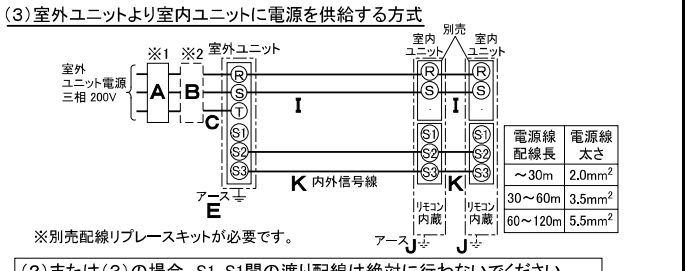 (3)室外ユニットより室内ユニットに電源を供給する方式
別売
※1 ※2 室外ユニット
室内ユニット
室内ユニット
室外
ユニット電源
三相 200V
A B C
R
S
T
S1
S2
S3
I
K 内外信号線
アース
E
R
S
S1
S2
S3
リモコン
内蔵
アース J
I
K
R
S
S1
S2
S3
リモコン
内蔵
J
電源線配線長 電源線太さ
～30m 2.0mm²
30～60m 3.5mm²
60～120m 5.5mm²
※別売配線リプレースキットが必要です。
(2)または(3)の場合、S1-S1間の渡り配線は絶対に行わないでください